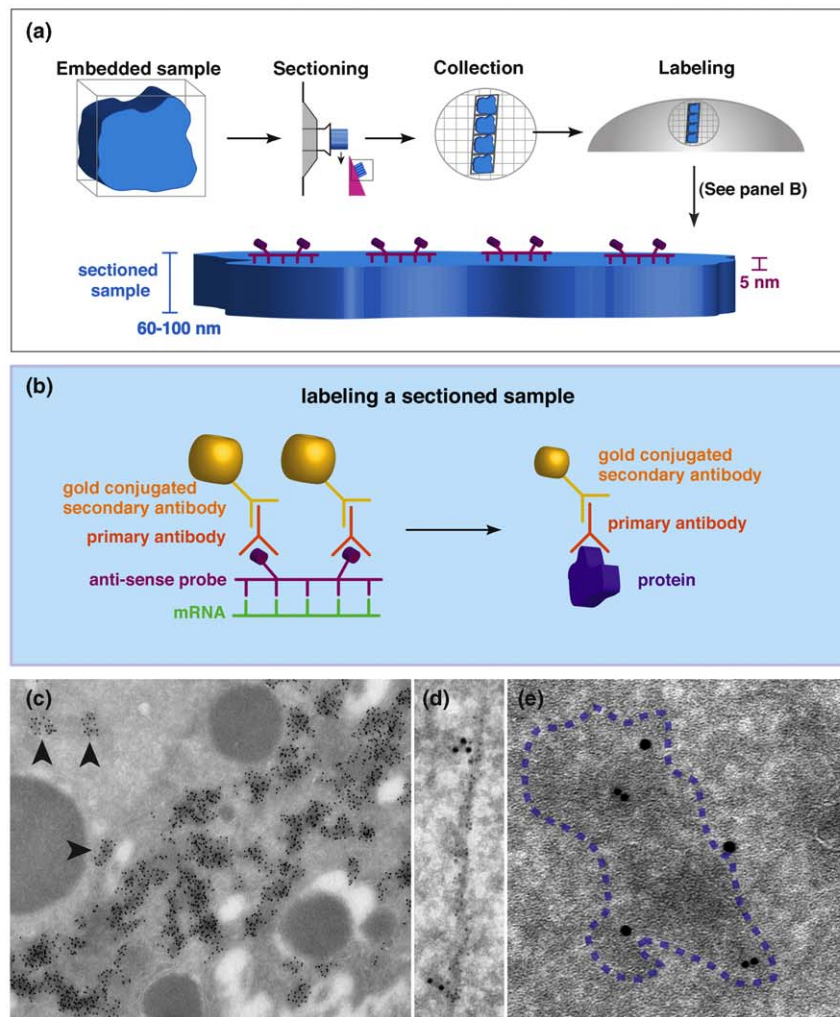 (a)
Embedded sample
Sectioning
Collection
Labeling
(See panel B)
sectioned
sample
60-100 nm
5 nm
(b)
labeling a sectioned sample
gold conjugated
secondary antibody
primary antibody
anti-sense probe
mRNA
gold conjugated
secondary antibody
primary antibody
protein
(c)
(d)
(e)